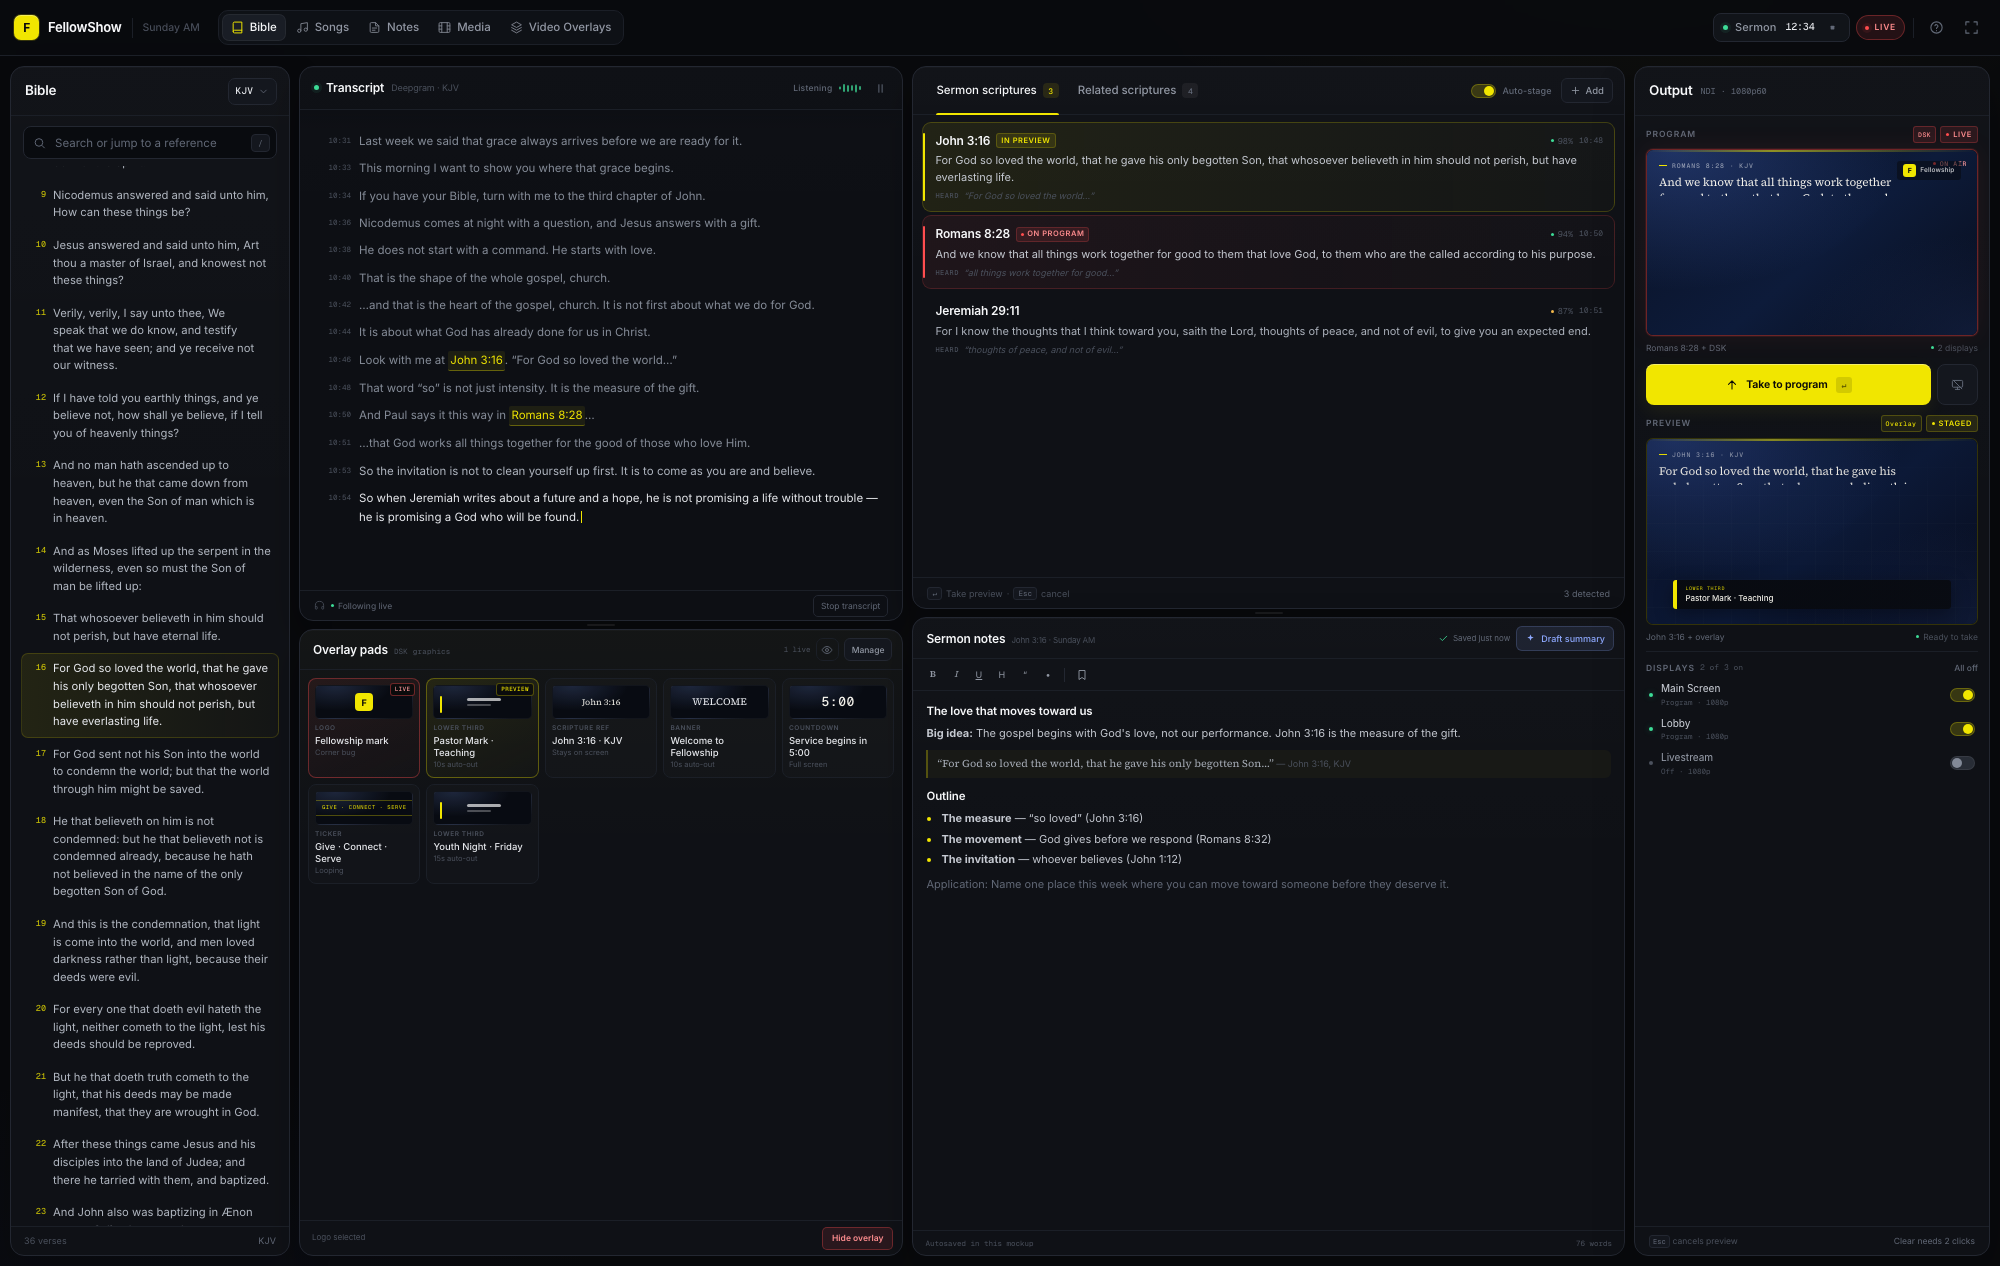 F FellowShow Sunday AM Bible Songs Notes Media Video Overlays Sermon 12:34 LIVE
Bible KJV
Search or jump to a reference /
9 Nicodemus answered and said unto him,
How can these things be?
10 Jesus answered and said unto him, Art
thou a master of Israel, and knowest not
these things?
11 Verily, verily, I say unto thee, We
speak that we do know, and testify
that we have seen; and ye receive not
our witness.
12 If I have told you earthly things, and ye
believe not, how shall ye believe, if I tell
you of heavenly things?
13 And no man hath ascended up to
heaven, but he that came down from
heaven, even the Son of man which is
in heaven.
14 And as Moses lifted up the serpent in the
wilderness, even so must the Son of
man be lifted up:
15 That whosoever believeth in him should
not perish, but have eternal life.
16 For God so loved the world, that he gave
his only begotten Son, that whosoever
believeth in him should not perish, but
have everlasting life.
17 For God sent not his Son into the world
to condemn the world; but that the world
through him might be saved.
18 He that believeth on him is not
condemned: but he that believeth not is
condemned already, because he hath
not believed in the name of the only
begotten Son of God.
19 And this is the condemnation, that light
is come into the world, and men loved
darkness rather than light, because their
deeds were evil.
20 For every one that doeth evil hateth the
light, neither cometh to the light, lest his
deeds should be reproved.
21 But he that doeth truth cometh to the
light, that his deeds may be made
manifest, that they are wrought in God.
22 After these things came Jesus and his
disciples into the land of Judea; and
there he tarried with them, and baptized.
23 And John also was baptizing in Ænon
36 verses KJV
Transcript Deepgram · KJV Listening
10:31 Last week we said that grace always arrives before we are ready for it.
10:33 This morning I want to show you where that grace begins.
10:34 If you have your Bible, turn with me to the third chapter of John.
10:36 Nicodemus comes at night with a question, and Jesus answers with a gift.
10:38 He does not start with a command. He starts with love.
10:40 That is the shape of the whole gospel, church.
10:42 …and that is the heart of the gospel, church. It is not first about what we do for God.
10:44 It is about what God has already done for us in Christ.
10:46 Look with me at John 3:16. “For God so loved the world…”
10:48 That word “so” is not just intensity. It is the measure of the gift.
10:50 And Paul says it this way in Romans 8:28…
10:51 …that God works all things together for the good of those who love Him.
10:53 So the invitation is not to clean yourself up first. It is to come as you are and believe.
10:54 So when Jeremiah writes about a future and a hope, he is not promising a life without trouble —
he is promising a God who will be found.
Following live Stop transcript
Overlay pads DSK graphics 1 live Manage
F LIVE
LOGO
Fellowship mark
Corner bug
PREVIEW
LOWER THIRD
Pastor Mark ·
Teaching
10s auto-out
John 3:16
SCRIPTURE REF
John 3:16 · KJV
Stays on screen
WELCOME
BANNER
Welcome to
Fellowship
10s auto-out
5:00
COUNTDOWN
Service begins in
5:00
Full screen
GIVE · CONNECT · SERVE
TICKER
Give · Connect ·
Serve
Looping
LOWER THIRD
Youth Night · Friday
15s auto-out
Logo selected Hide overlay
Sermon scriptures 3 Related scriptures 4 Auto-stage + Add
John 3:16 IN PREVIEW 98% 10:48
For God so loved the world, that he gave his only begotten Son, that whosoever believeth in him should not perish, but have
everlasting life.
HEARD “For God so loved the world…”
Romans 8:28 ON PROGRAM 94% 10:50
And we know that all things work together for good to them that love God, to them who are the called according to his purpose.
HEARD “all things work together for good…”
Jeremiah 29:11 87% 10:51
For I know the thoughts that I think toward you, saith the Lord, thoughts of peace, and not of evil, to give you an expected end.
HEARD “thoughts of peace, and not of evil…”
↵ Take preview · Esc cancel 3 detected
Sermon notes John 3:16 · Sunday AM Saved just now Draft summary
B I U H " •
The love that moves toward us
Big idea: The gospel begins with God's love, not our performance. John 3:16 is the measure of the gift.
“For God so loved the world, that he gave his only begotten Son…” — John 3:16, KJV
Outline
• The measure — “so loved” (John 3:16)
• The movement — God gives before we respond (Romans 8:32)
• The invitation — whoever believes (John 1:12)
Application: Name one place this week where you can move toward someone before they deserve it.
Autosaved in this mockup 76 words
Output NDI · 1080p60
PROGRAM DSK LIVE
ROMANS 8:28 · KJV
F Fellowship
And we know that all things work together
Romans 8:28 + DSK 2 displays
Take to program ↵
PREVIEW Overlay STAGED
JOHN 3:16 · KJV
For God so loved the world, that he gave his
LOWER THIRD
Pastor Mark · Teaching
John 3:16 + overlay Ready to take
DISPLAYS 2 of 3 on All off
Main Screen
Program · 1080p
Lobby
Program · 1080p
Livestream
Off · 1080p
Esc cancels preview Clear needs 2 clicks